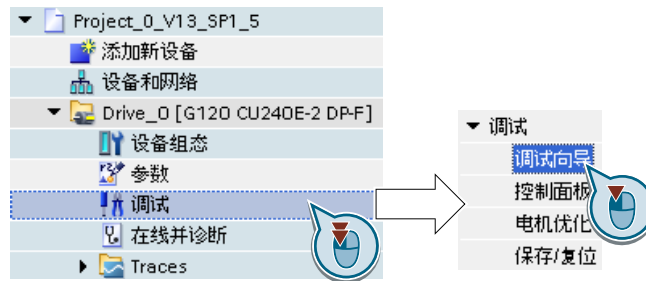 Project_0_V13_SP1_5
添加新设备
设备和网络
Drive_0 [G120 CU240E-2 DP-F]
设备组态
参数
调试
在线并诊断
Traces
调试
调试向导
控制面板
电机优化
保存/复位